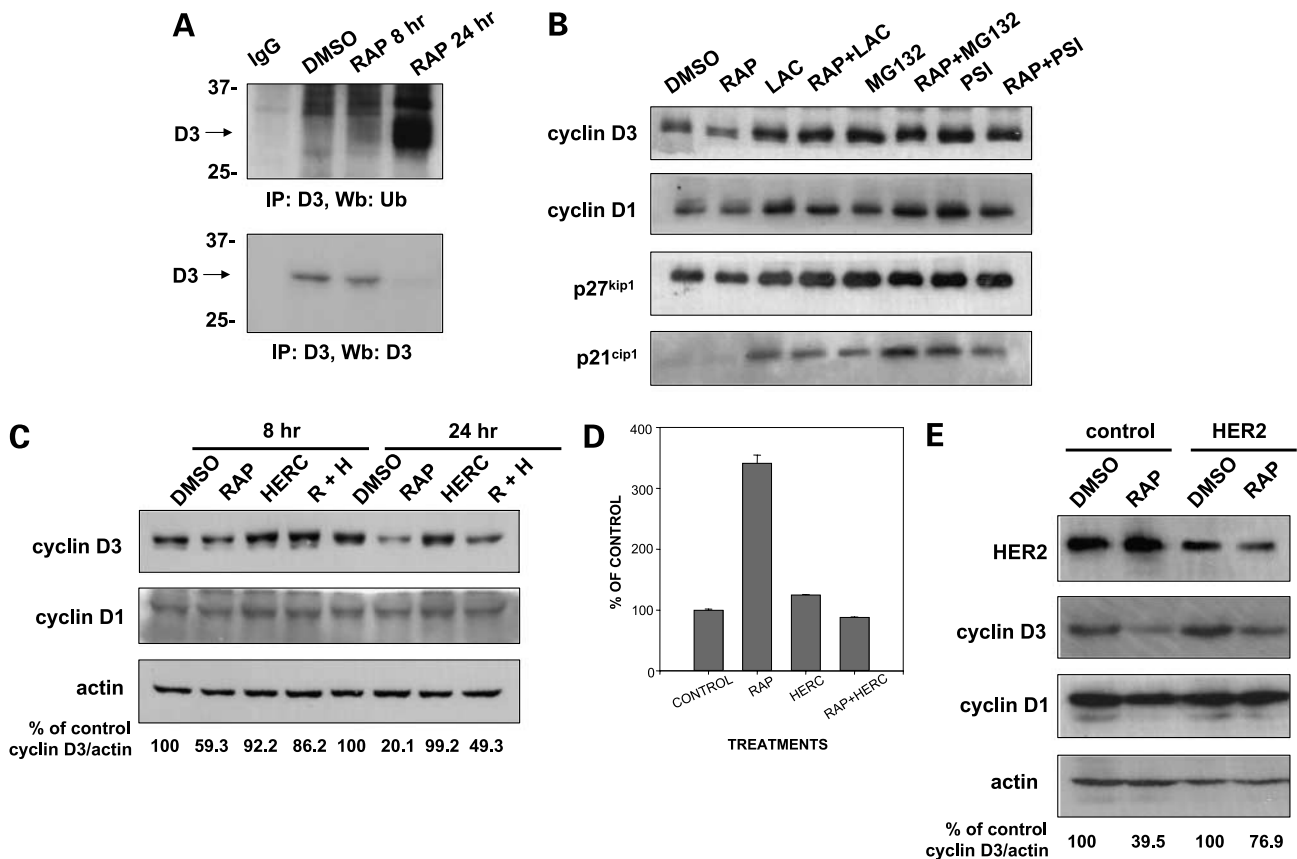 A
IgG
DMSO
RAP 8 hr
RAP 24 hr
37-
D3
25-
IP: D3, Wb: Ub
37-
D3
25-
IP: D3, Wb: D3
B
DMSO
RAP
LAC
RAP+LAC
MG132
RAP+MG132
PSI
RAP+PSI
cyclin D3
cyclin D1
p27kip1
p21cip1
C
8 hr
24 hr
DMSO
RAP
HERC
R + H
DMSO
RAP
HERC
R + H
cyclin D3
cyclin D1
actin
% of control
cyclin D3/actin
100 59.3 92.2 86.2 100 20.1 99.2 49.3
D
% OF CONTROL
400
300
200
100
0
CONTROL
RAP
HERC
RAP+HERC
TREATMENTS
E
control
HER2
DMSO
RAP
DMSO
RAP
HER2
cyclin D3
cyclin D1
actin
% of control
cyclin D3/actin
100 39.5 100 76.9